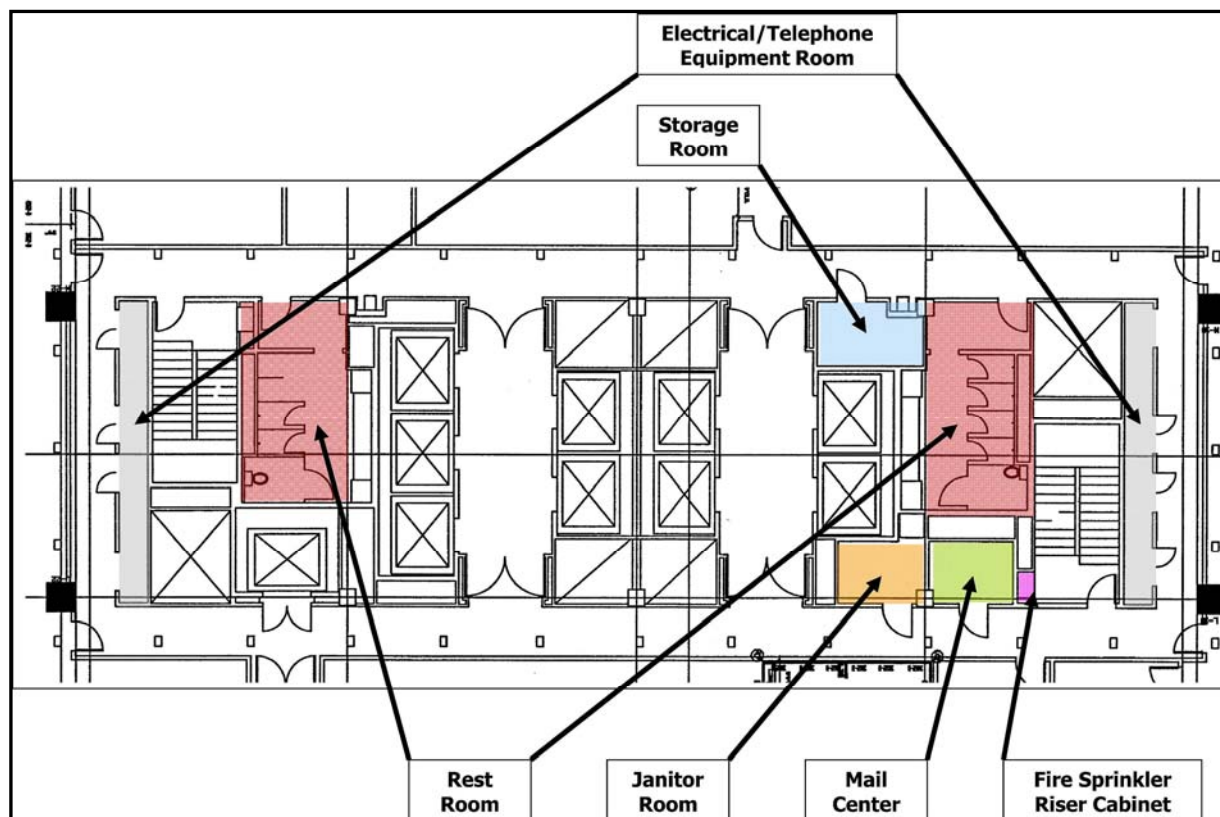 Electrical/Telephone
Equipment Room
Storage
Room
Rest
Room
Janitor
Room
Mail
Center
Fire Sprinkler
Riser Cabinet